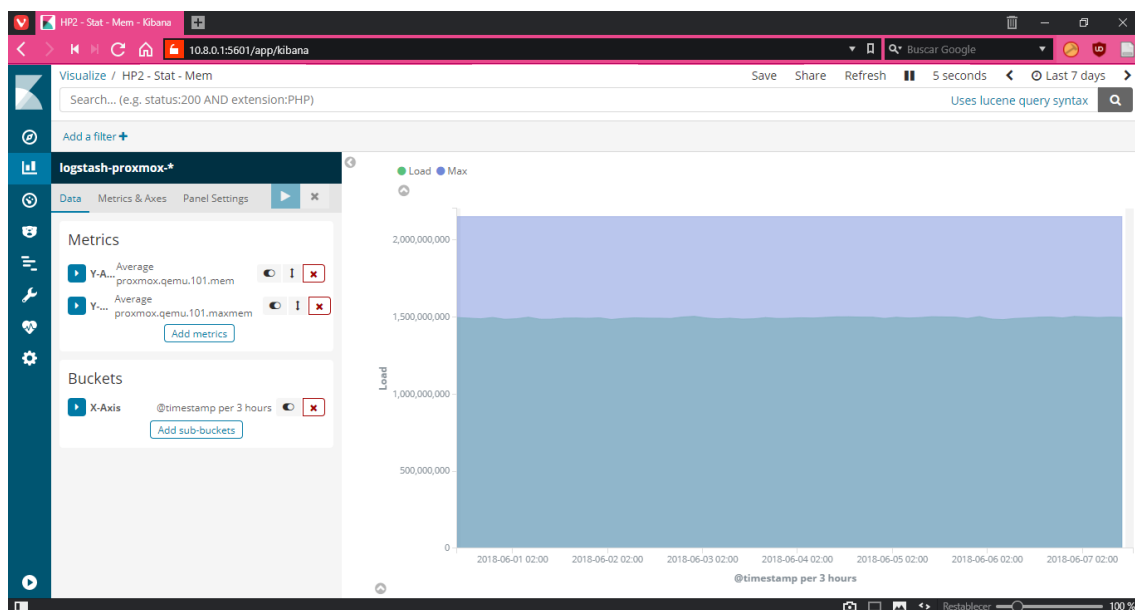 HP2 - Stat - Mem - Kibana
10.8.0.1:5601/app/kibana
Buscar Google
Visualize / HP2 - Stat - Mem
Save Share Refresh 5 seconds Last 7 days
Search... (e.g. status:200 AND extension:PHP)
Uses lucene query syntax
Add a filter
logstash-proxmox-*
Data Metrics & Axes Panel Settings
Metrics
Y-A... Average
proxmox.qemu.101.mem
Y-... Average
proxmox.qemu.101.maxmem
Add metrics
Buckets
X-Axis @timestamp per 3 hours
Add sub-buckets
Load Max
2,000,000,000
1,500,000,000
1,000,000,000
500,000,000
0
Load
2018-06-01 02:00 2018-06-02 02:00 2018-06-03 02:00 2018-06-04 02:00 2018-06-05 02:00 2018-06-06 02:00 2018-06-07 02:00
@timestamp per 3 hours
Restablecer 100 %